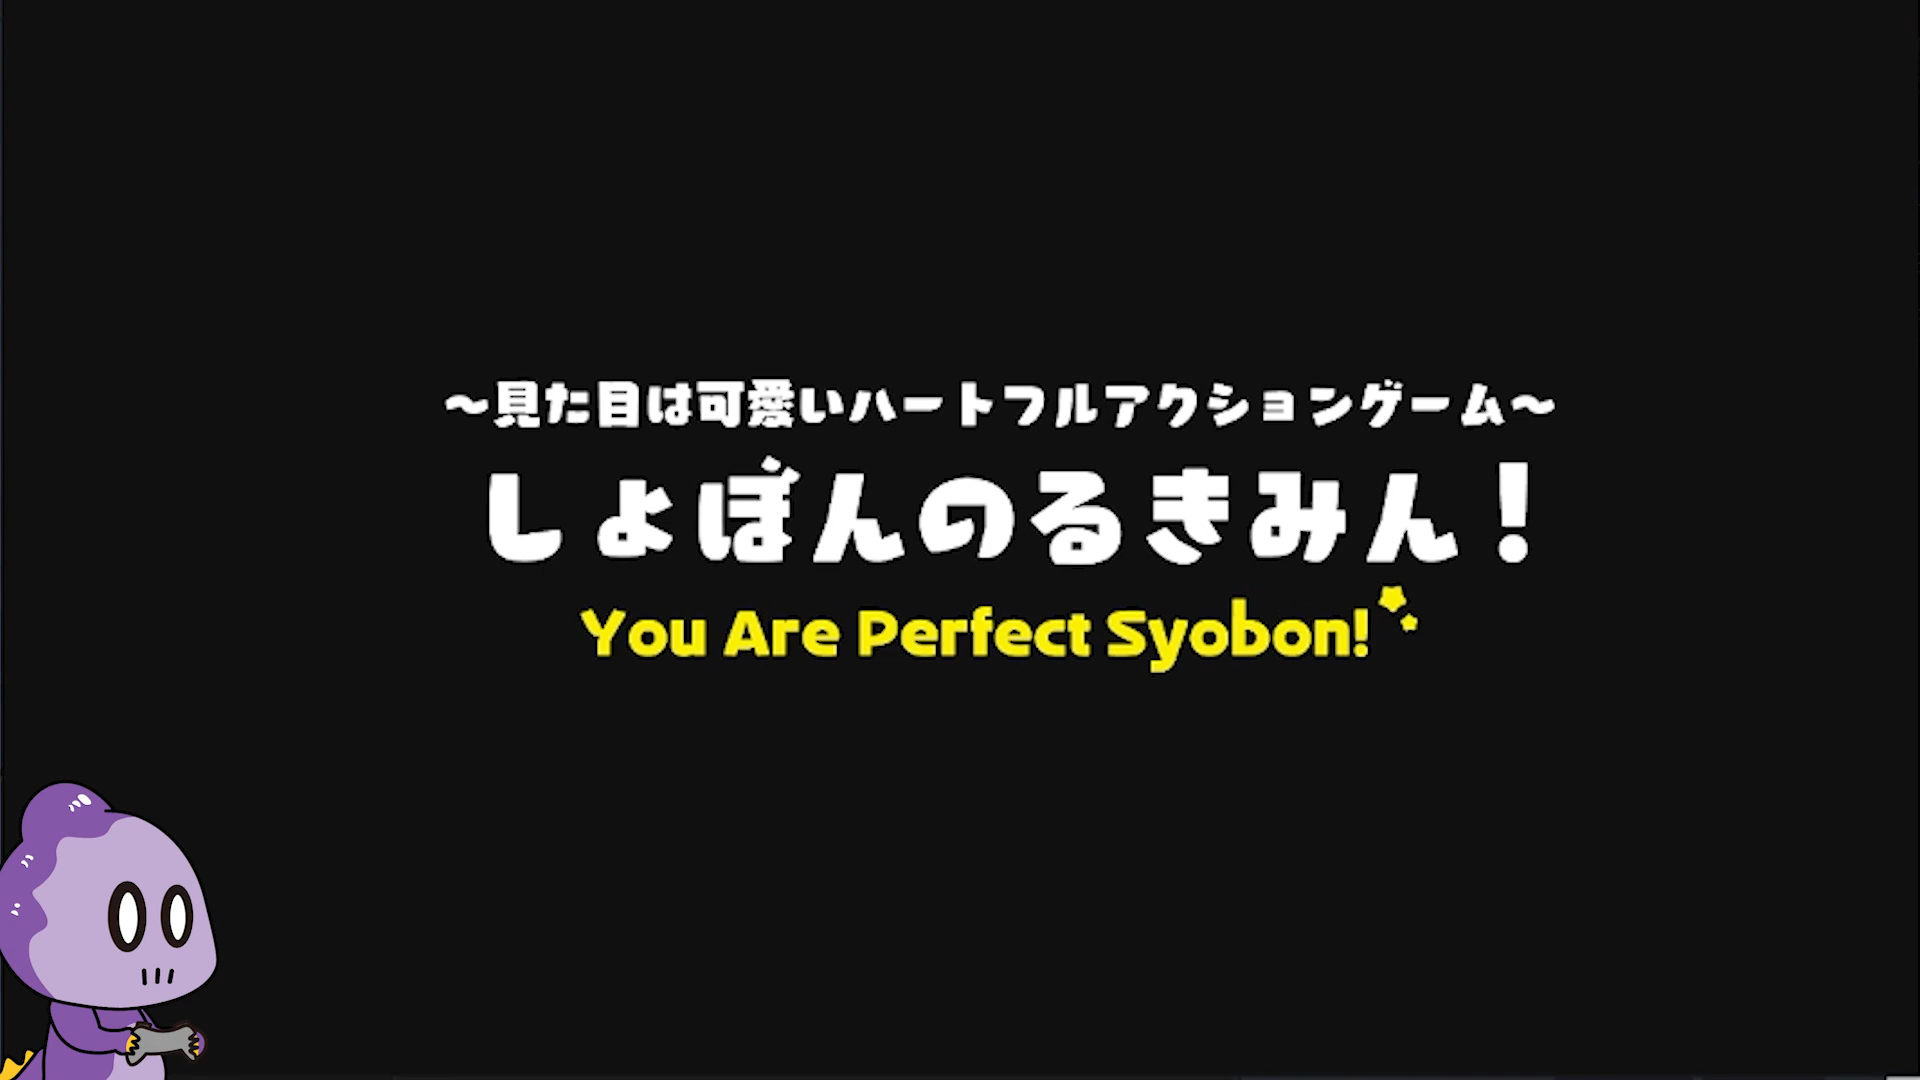 ～見た目は可愛いハートフルアクションゲーム～
しょぼんのるきみん！
You Are Perfect Syobon!